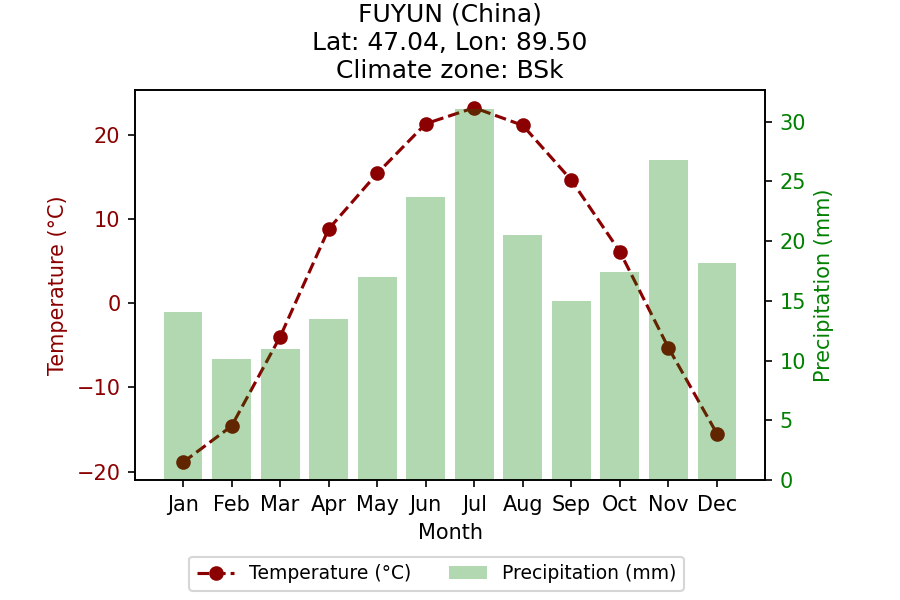 FUYUN (China)
Lat: 47.04, Lon: 89.50
Climate zone: BSk
Temperature (°C)
20
10
0
−10
−20
30
25
20
15
10
5
0
Precipitation (mm)
Jan Feb Mar Apr May Jun Jul Aug Sep Oct Nov Dec
Month
Temperature (°C) Precipitation (mm)